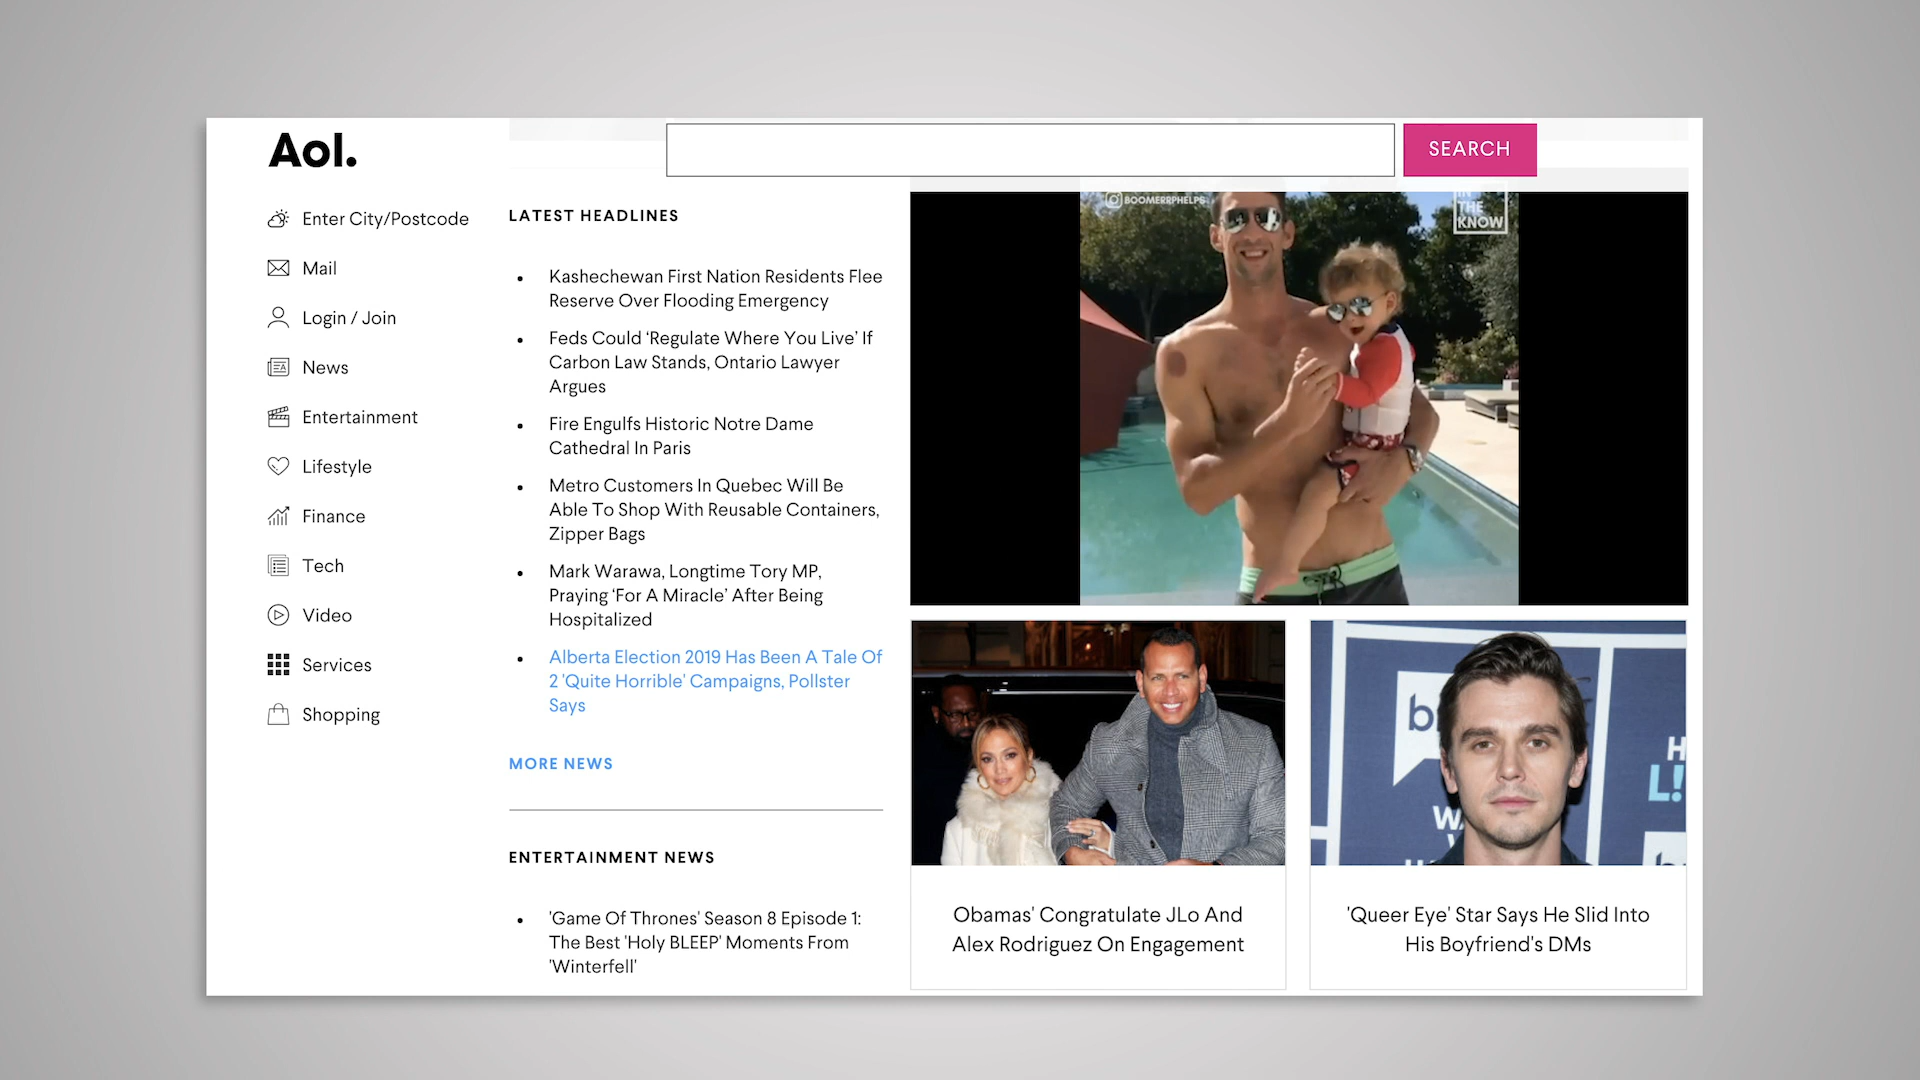 Aol.
SEARCH
Enter City/Postcode
Mail
Login / Join
News
Entertainment
Lifestyle
Finance
Tech
Video
Services
Shopping
LATEST HEADLINES
Kashechewan First Nation Residents Flee
Reserve Over Flooding Emergency
Feds Could ‘Regulate Where You Live’ If
Carbon Law Stands, Ontario Lawyer
Argues
Fire Engulfs Historic Notre Dame
Cathedral In Paris
Metro Customers In Quebec Will Be
Able To Shop With Reusable Containers,
Zipper Bags
Mark Warawa, Longtime Tory MP,
Praying ‘For A Miracle’ After Being
Hospitalized
Alberta Election 2019 Has Been A Tale Of
2 'Quite Horrible' Campaigns, Pollster
Says
MORE NEWS
ENTERTAINMENT NEWS
'Game Of Thrones' Season 8 Episode 1:
The Best 'Holy BLEEP' Moments From
'Winterfell'
BOOMERRPHELPS
IN
THE
KNOW
Obamas' Congratulate JLo And
Alex Rodriguez On Engagement
'Queer Eye' Star Says He Slid Into
His Boyfriend's DMs